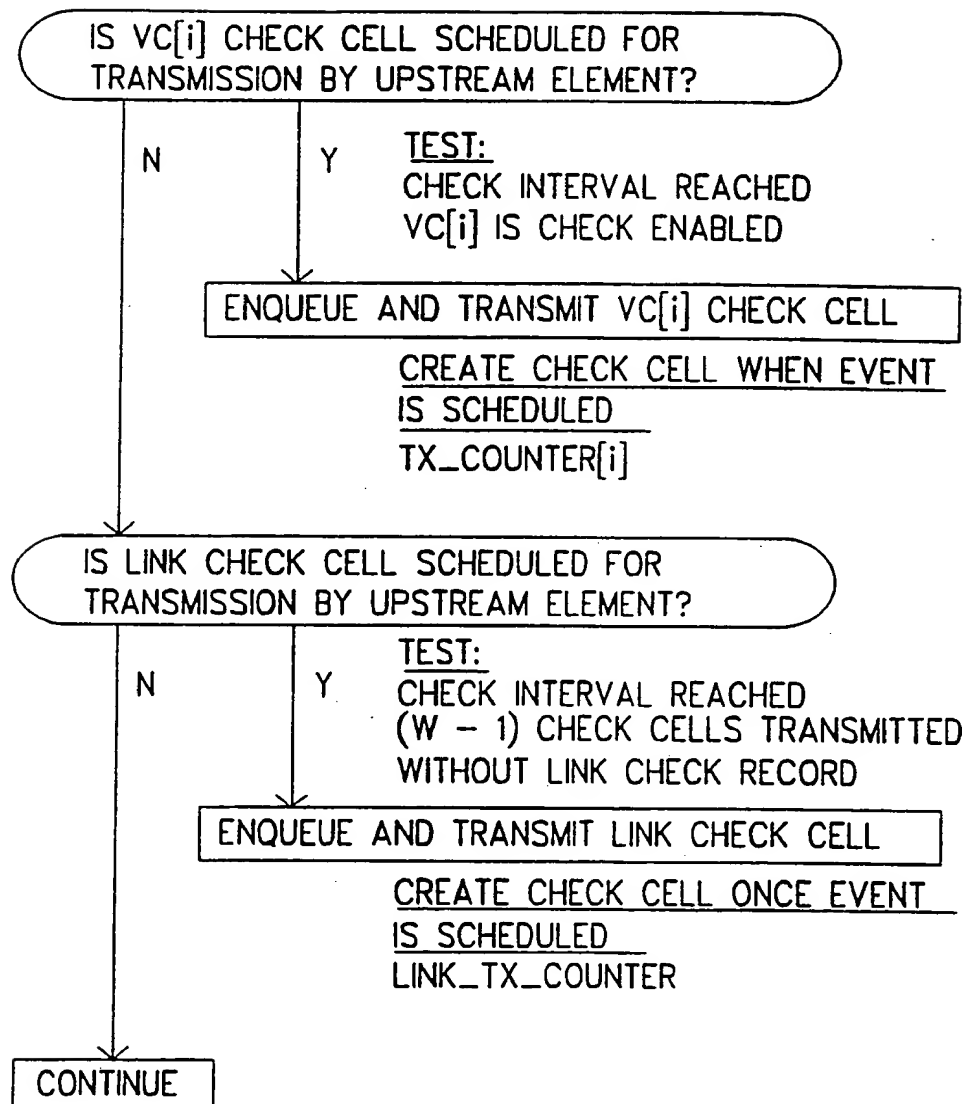 IS VC[i] CHECK CELL SCHEDULED FOR
TRANSMISSION BY UPSTREAM ELEMENT?
N
Y
TEST:
CHECK INTERVAL REACHED
VC[i] IS CHECK ENABLED
ENQUEUE AND TRANSMIT VC[i] CHECK CELL
CREATE CHECK CELL WHEN EVENT
IS SCHEDULED
TX_COUNTER[i]
IS LINK CHECK CELL SCHEDULED FOR
TRANSMISSION BY UPSTREAM ELEMENT?
N
Y
TEST:
CHECK INTERVAL REACHED
(W - 1) CHECK CELLS TRANSMITTED
WITHOUT LINK CHECK RECORD
ENQUEUE AND TRANSMIT LINK CHECK CELL
CREATE CHECK CELL ONCE EVENT
IS SCHEDULED
LINK_TX_COUNTER
CONTINUE